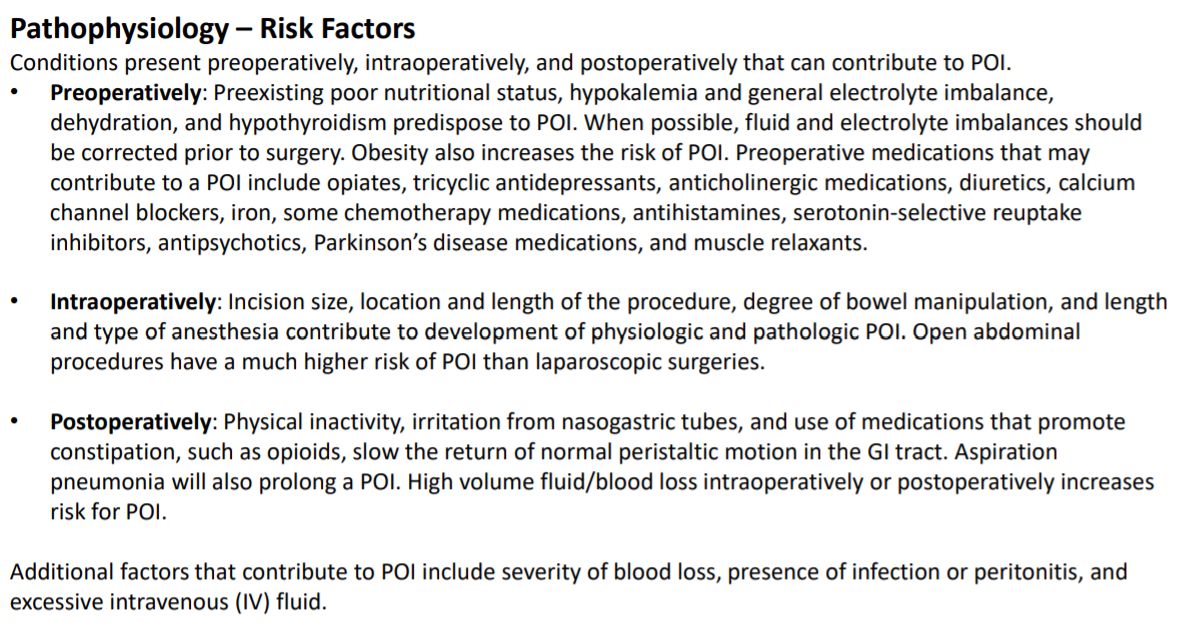 Pathophysiology – Risk Factors
Conditions present preoperatively, intraoperatively, and postoperatively that can contribute to POI.
• Preoperatively: Preexisting poor nutritional status, hypokalemia and general electrolyte imbalance,
dehydration, and hypothyroidism predispose to POI. When possible, fluid and electrolyte imbalances should
be corrected prior to surgery. Obesity also increases the risk of POI. Preoperative medications that may
contribute to a POI include opiates, tricyclic antidepressants, anticholinergic medications, diuretics, calcium
channel blockers, iron, some chemotherapy medications, antihistamines, serotonin-selective reuptake
inhibitors, antipsychotics, Parkinson’s disease medications, and muscle relaxants.
• Intraoperatively: Incision size, location and length of the procedure, degree of bowel manipulation, and length
and type of anesthesia contribute to development of physiologic and pathologic POI. Open abdominal
procedures have a much higher risk of POI than laparoscopic surgeries.
• Postoperatively: Physical inactivity, irritation from nasogastric tubes, and use of medications that promote
constipation, such as opioids, slow the return of normal peristaltic motion in the GI tract. Aspiration
pneumonia will also prolong a POI. High volume fluid/blood loss intraoperatively or postoperatively increases
risk for POI.
Additional factors that contribute to POI include severity of blood loss, presence of infection or peritonitis, and
excessive intravenous (IV) fluid.